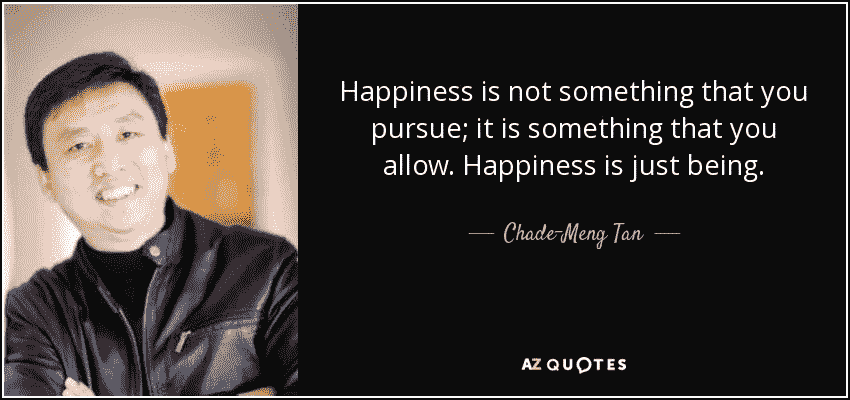 Happiness is not something that you
pursue; it is something that you
allow. Happiness is just being.
Chade-Meng Tan
AZ QUOTES